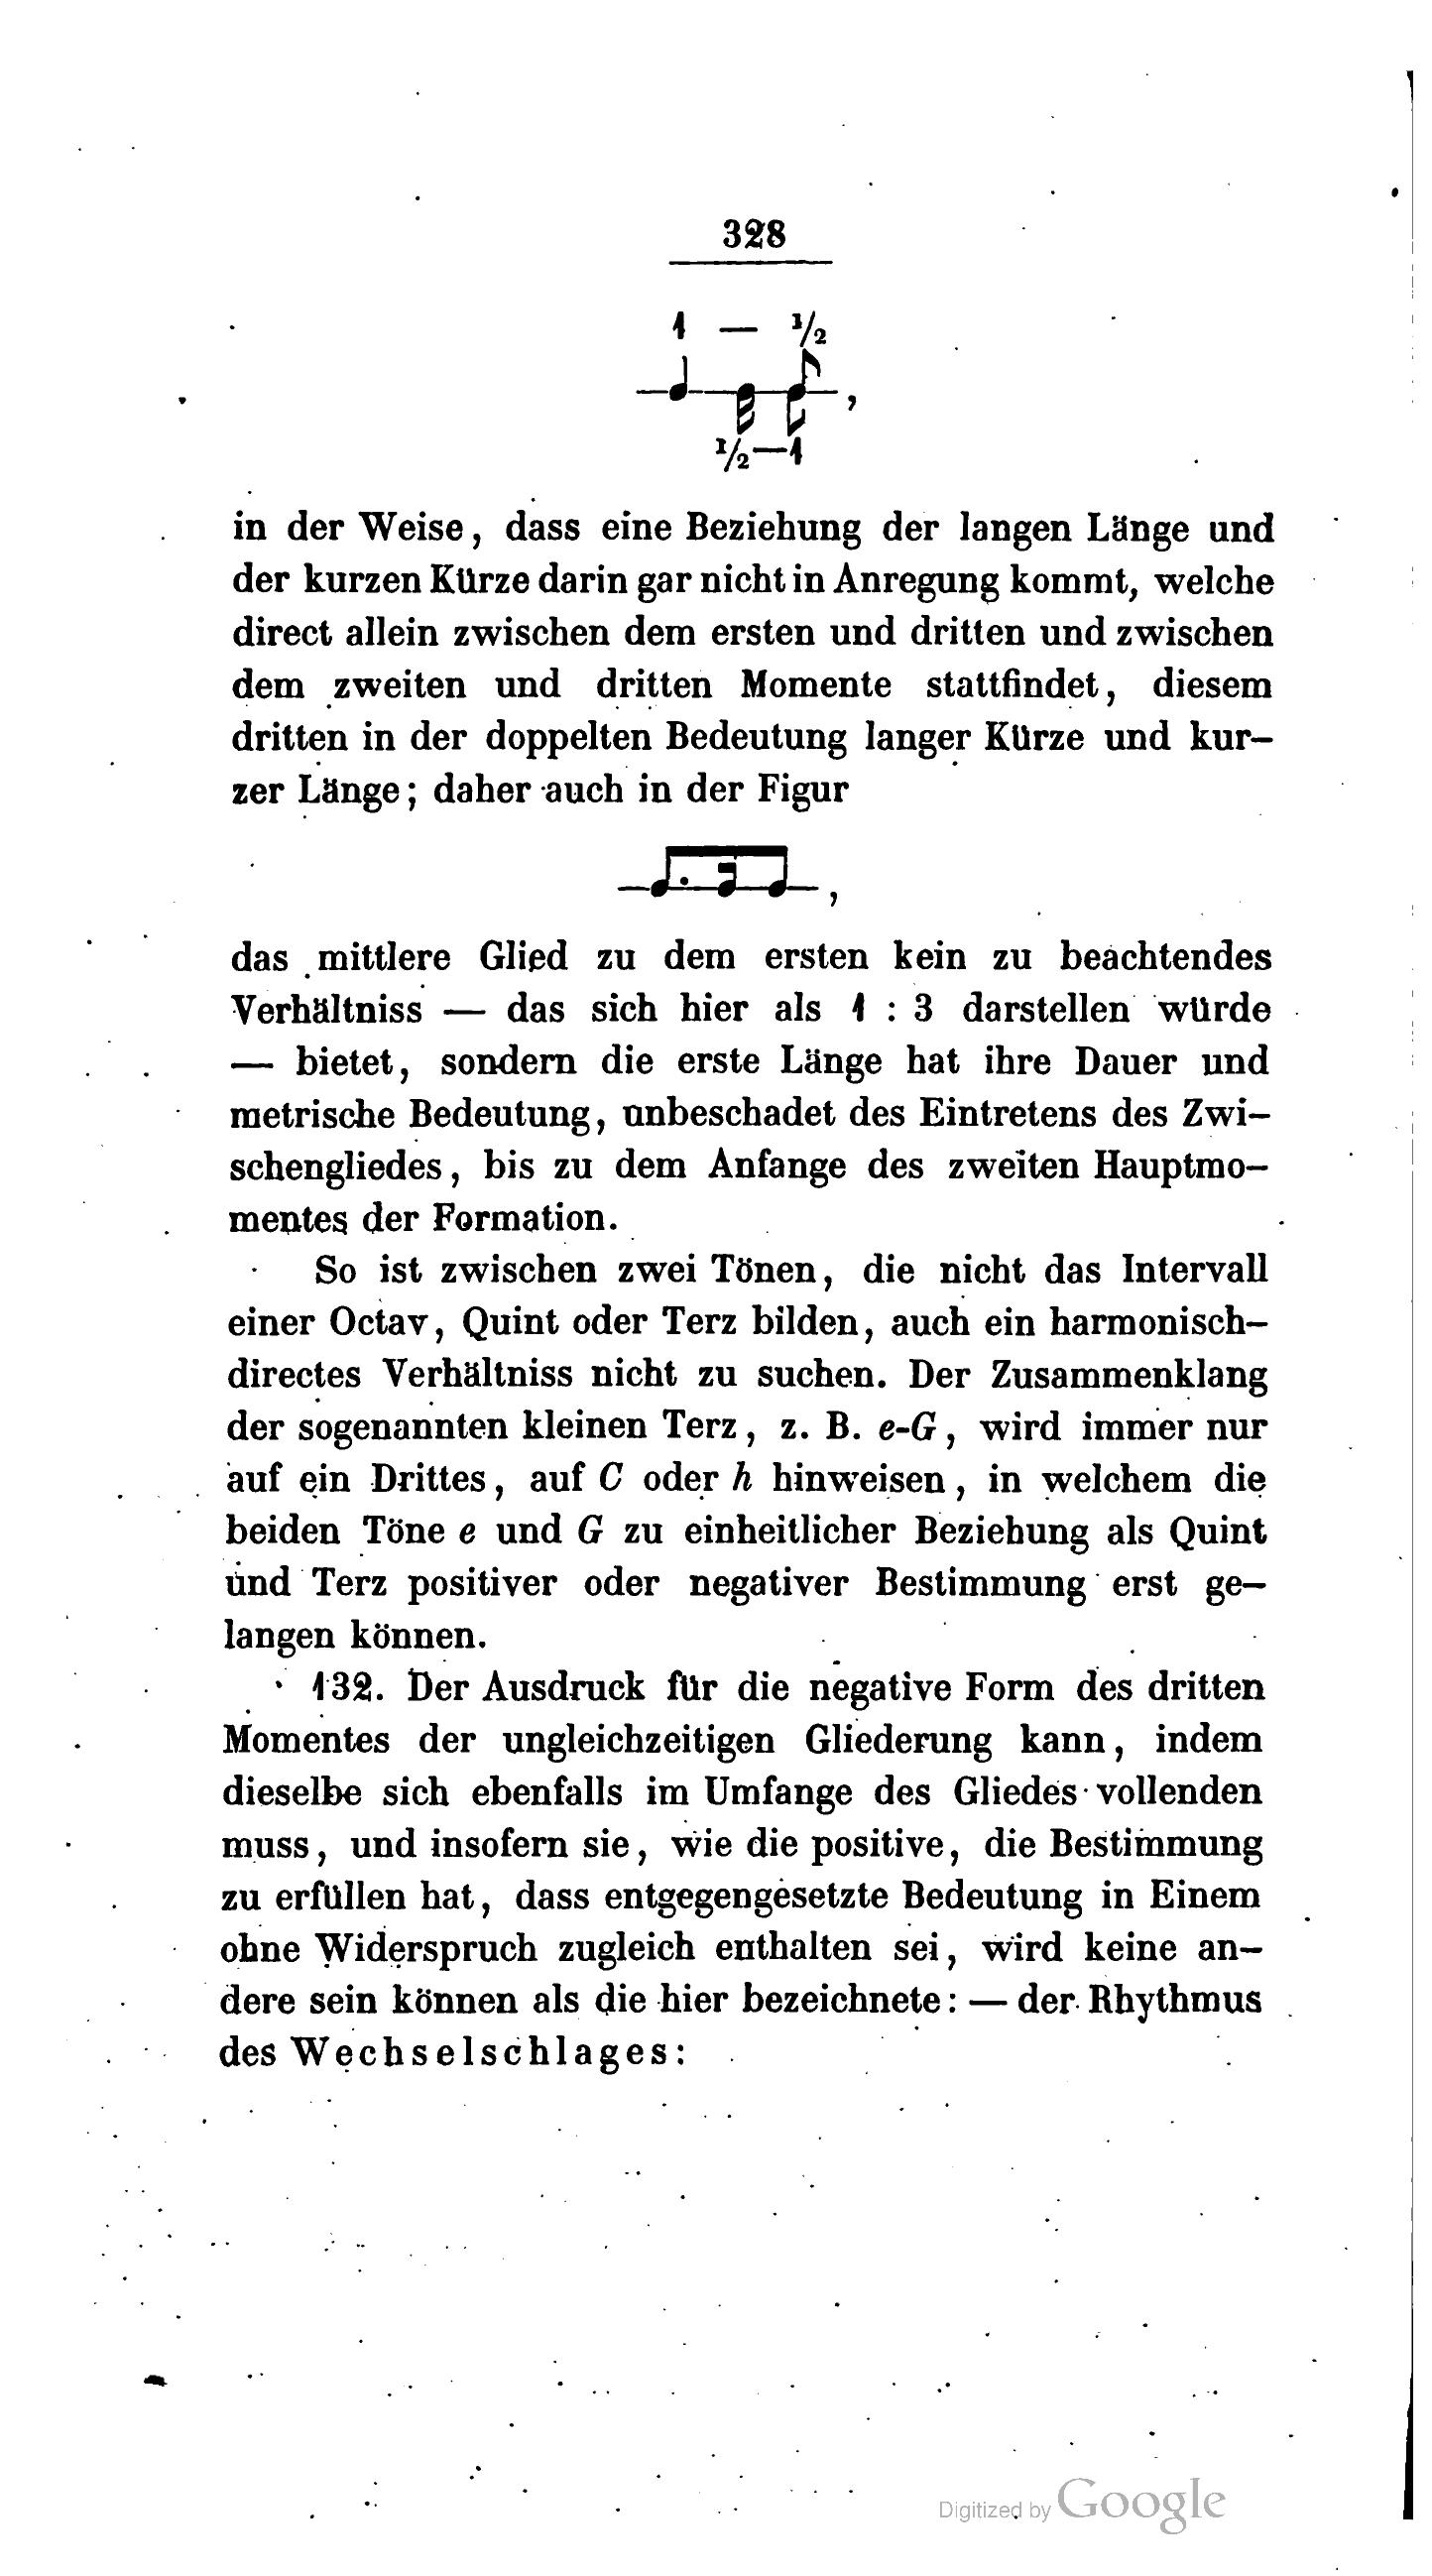 328
1 — 1/2
,
1/2—1
in der Weise, dass eine Beziehung der langen Länge und
der kurzen Kürze darin gar nicht in Anregung kommt, welche
direct allein zwischen dem ersten und dritten und zwischen
dem zweiten und dritten Momente stattfindet, diesem
dritten in der doppelten Bedeutung langer Kürze und kur-
zer Länge; daher auch in der Figur
,
das mittlere Glied zu dem ersten kein zu beachtendes
Verhältniss — das sich hier als 1 : 3 darstellen würde
— bietet, sondern die erste Länge hat ihre Dauer und
metrische Bedeutung, unbeschadet des Eintretens des Zwi-
schengliedes, bis zu dem Anfange des zweiten Hauptmo-
mentes der Formation.
So ist zwischen zwei Tönen, die nicht das Intervall
einer Octav, Quint oder Terz bilden, auch ein harmonisch-
directes Verhältniss nicht zu suchen. Der Zusammenklang
der sogenannten kleinen Terz, z. B. e-G, wird immer nur
auf ein Drittes, auf C oder h hinweisen, in welchem die
beiden Töne e und G zu einheitlicher Beziehung als Quint
und Terz positiver oder negativer Bestimmung erst ge-
langen können.
132. Der Ausdruck für die negative Form des dritten
Momentes der ungleichzeitigen Gliederung kann, indem
dieselbe sich ebenfalls im Umfange des Gliedes vollenden
muss, und insofern sie, wie die positive, die Bestimmung
zu erfüllen hat, dass entgegengesetzte Bedeutung in Einem
ohne Widerspruch zugleich enthalten sei, wird keine an-
dere sein können als die hier bezeichnete: — der Rhythmus
des Wechselschlages:
Digitized by Google